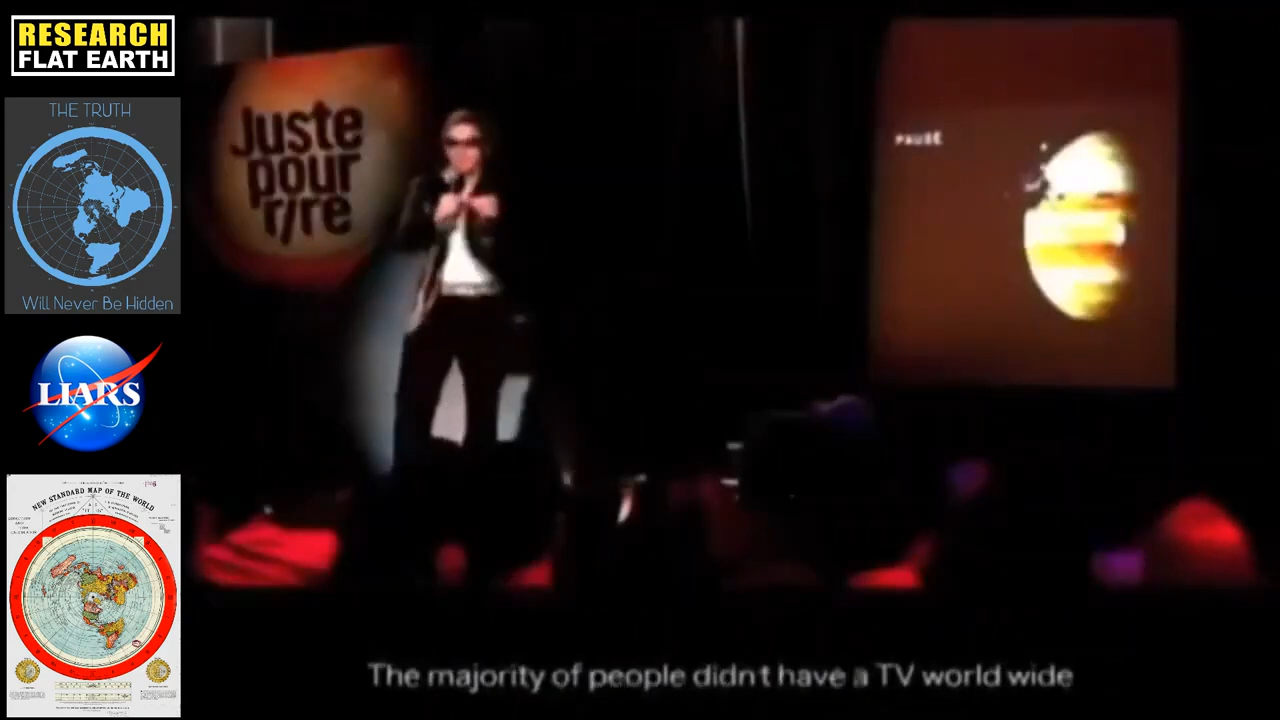 RESEARCH
FLAT EARTH
THE TRUTH
Will Never Be Hidden
LIARS
NEW STANDARD MAP OF THE WORLD
Juste
pour
r/re
PAUSE
The majority of people didn't have a TV world wide